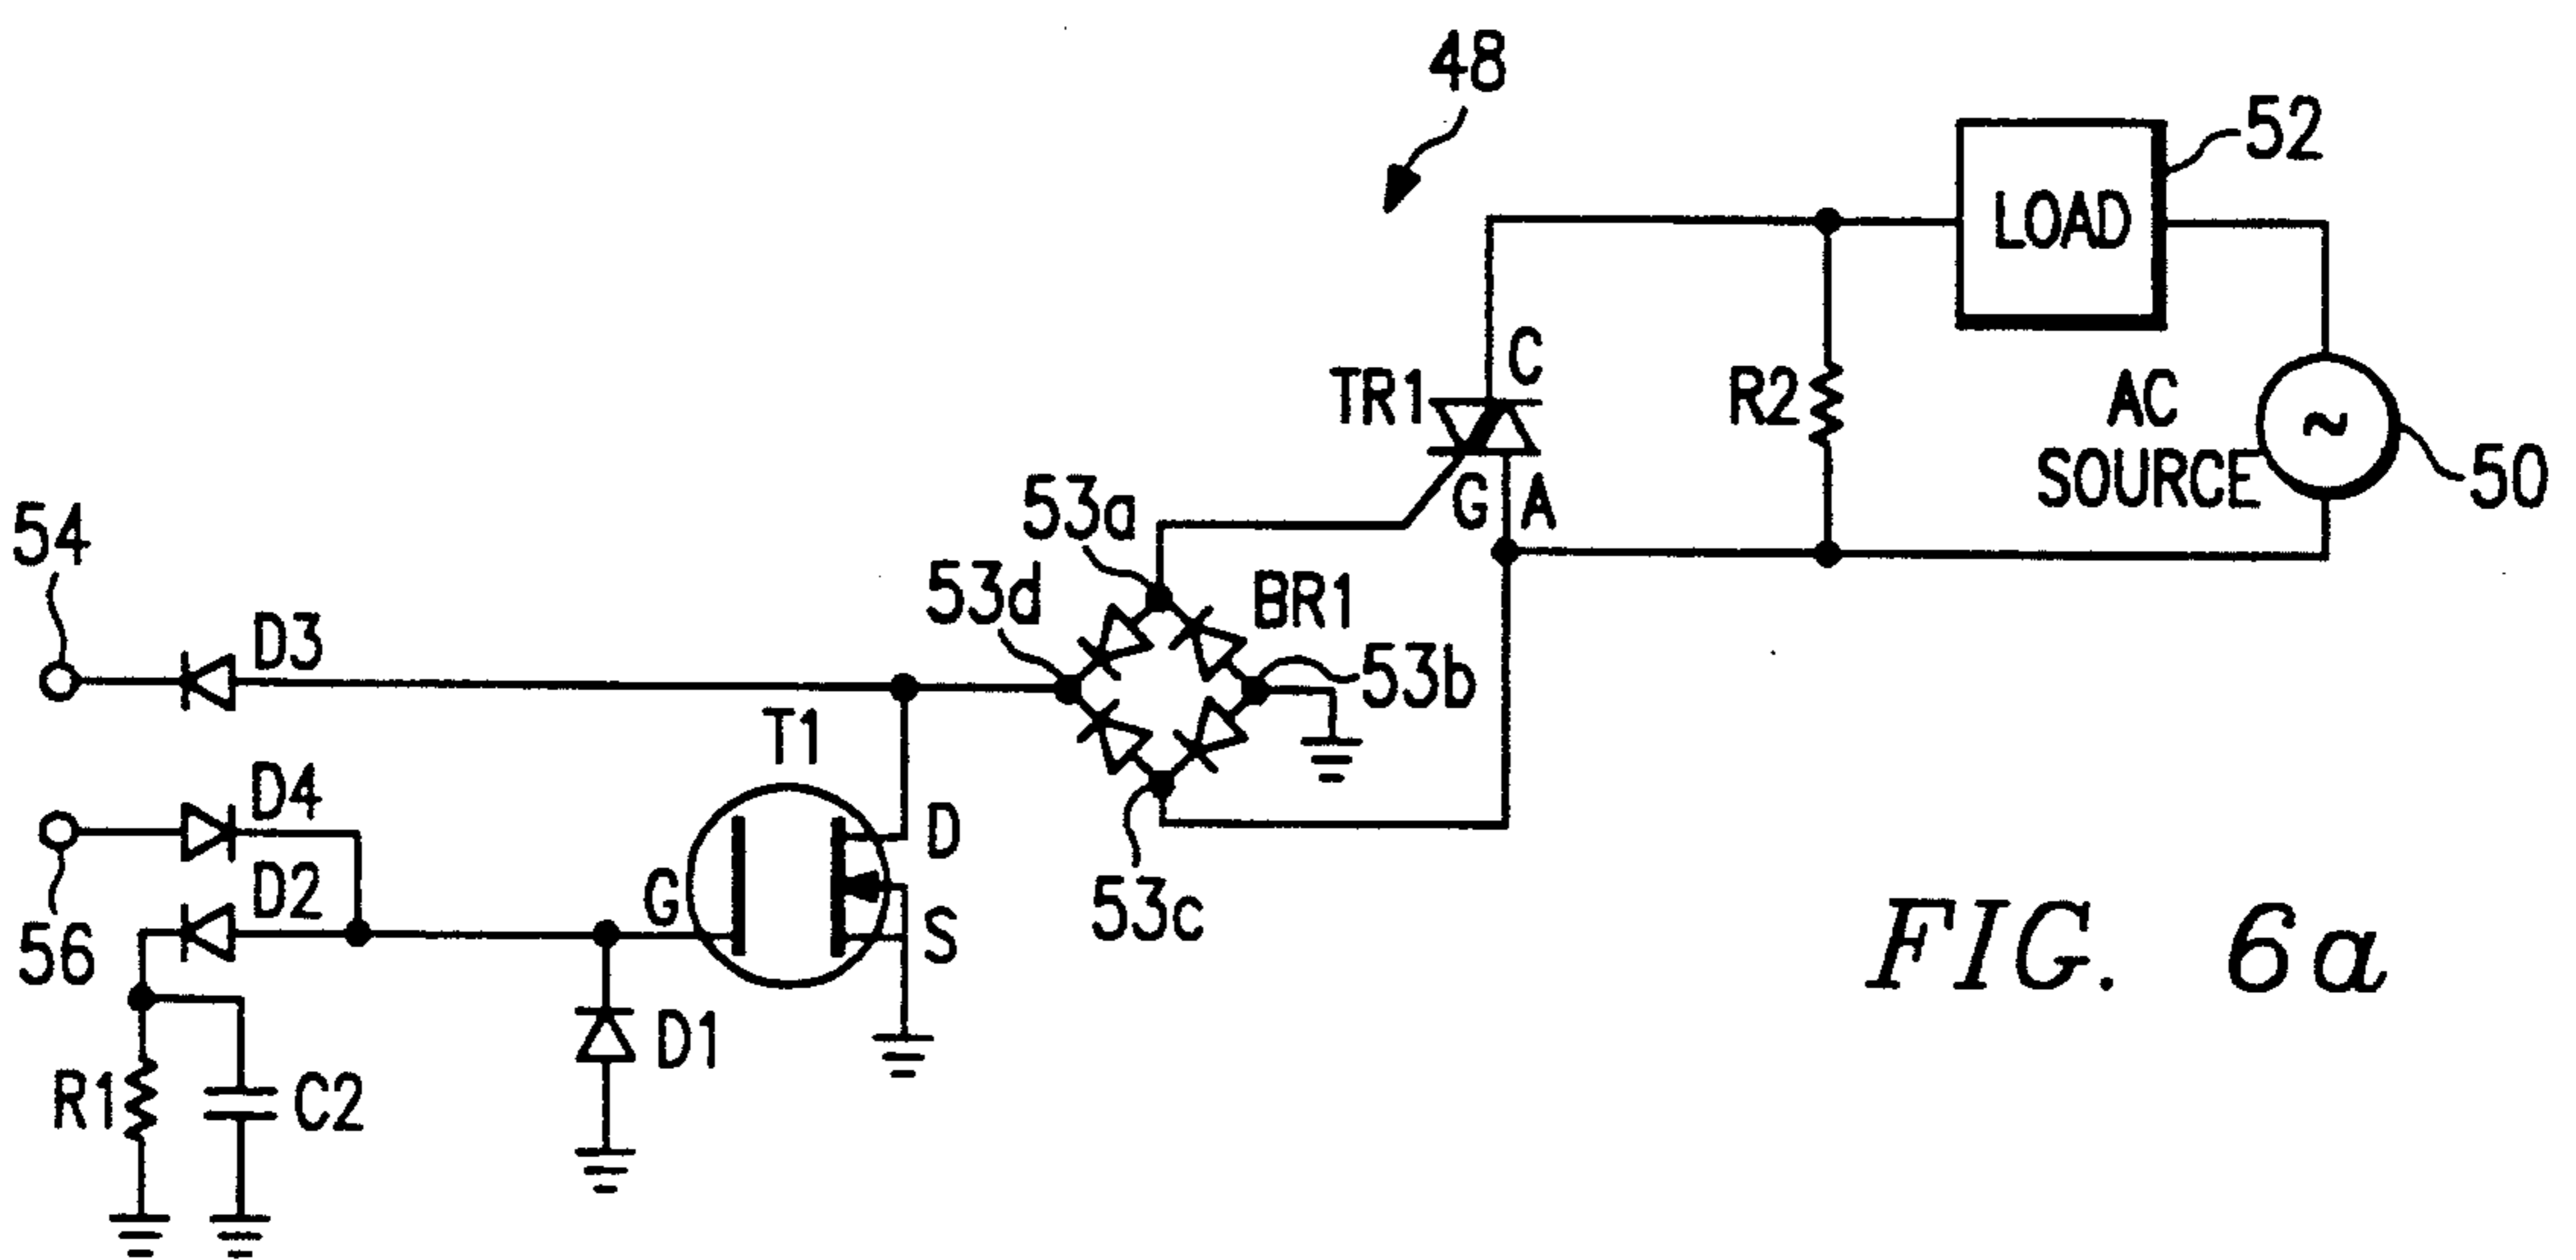 48
52
LOAD
C
TR1
R2
AC
SOURCE
50
G
A
53a
54
53d
BR1
D3
53b
T1
D4
D
D2
G
S
53c
56
FIG. 6a
D1
R1
C2